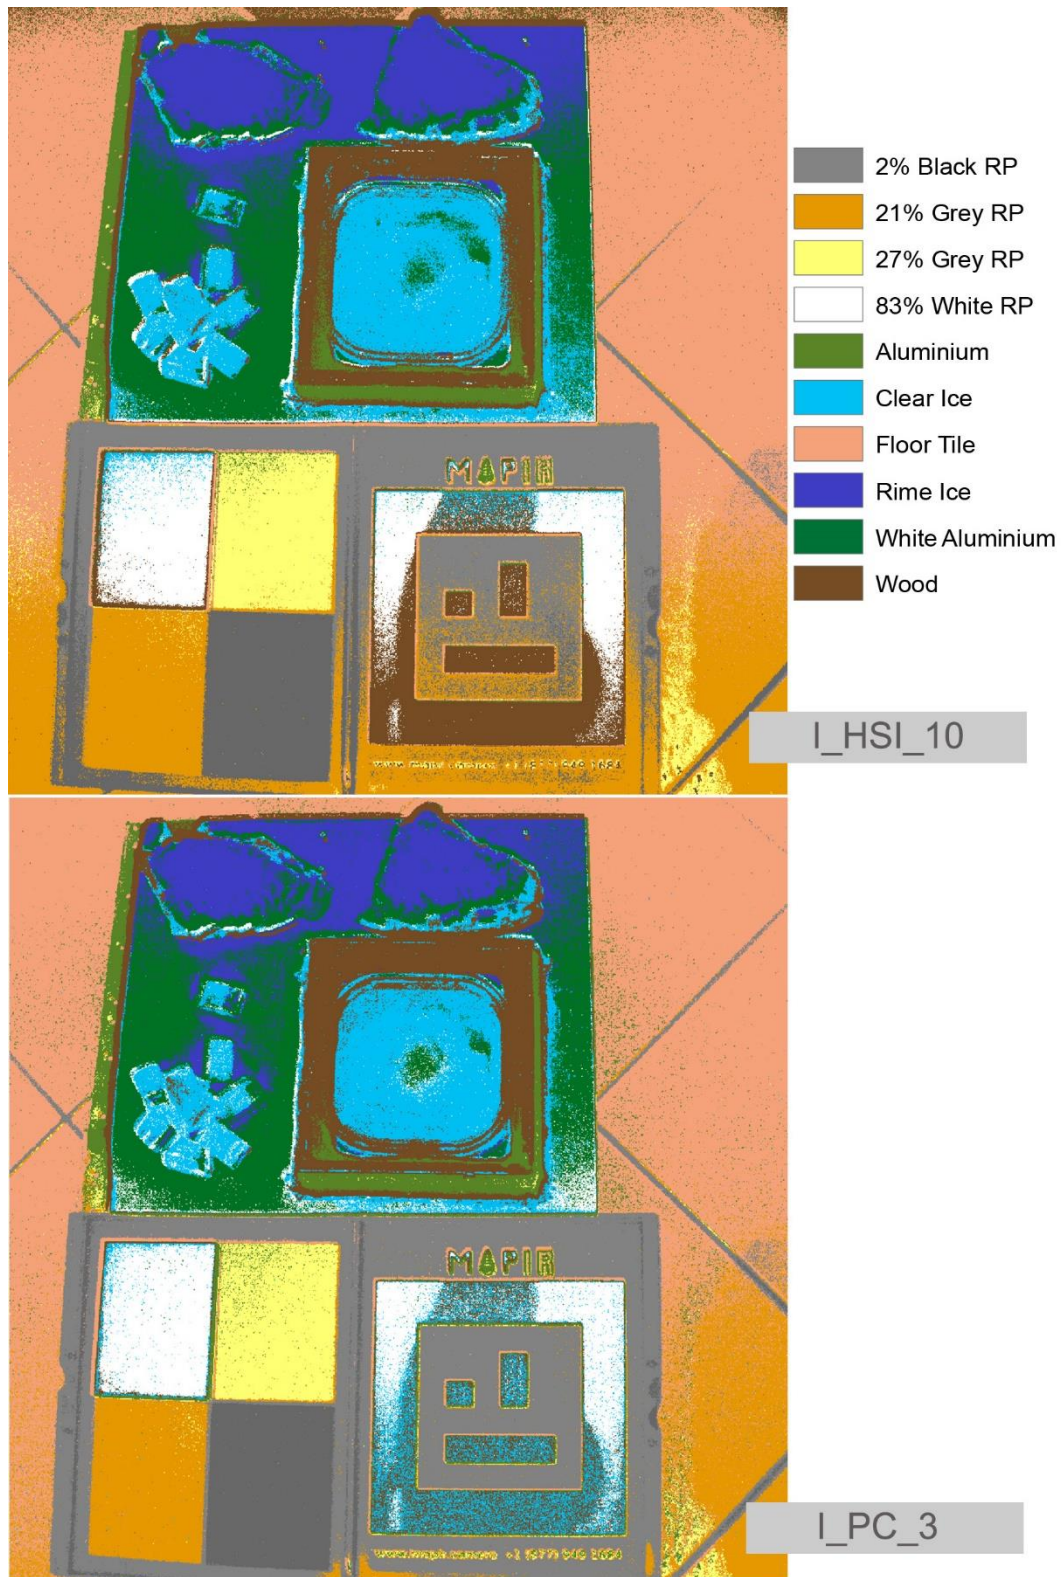 2% Black RP
21% Grey RP
27% Grey RP
83% White RP
Aluminium
Clear Ice
Floor Tile
Rime Ice
White Aluminium
Wood
MAPIR
I_HSI_10
MAPIR
I_PC_3